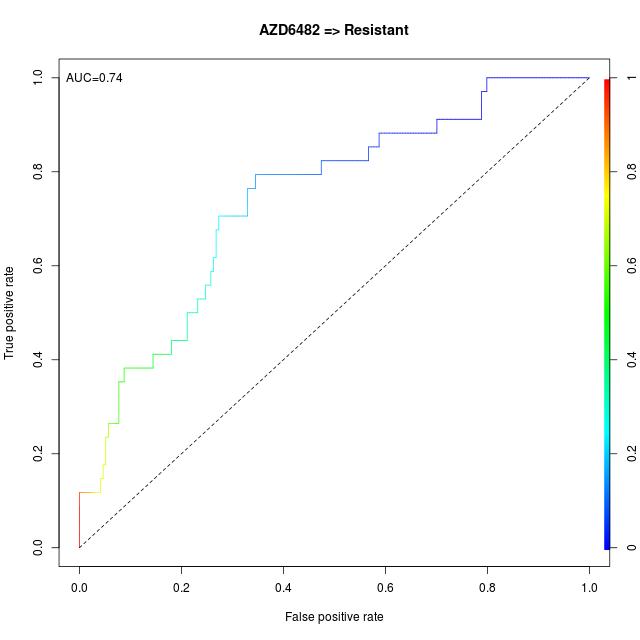 AZD6482 => Resistant
AUC=0.74
True positive rate
1.0
0.8
0.6
0.4
0.2
0.0
0.0 0.2 0.4 0.6 0.8 1.0
False positive rate
1
0.8
0.6
0.4
0.2
0